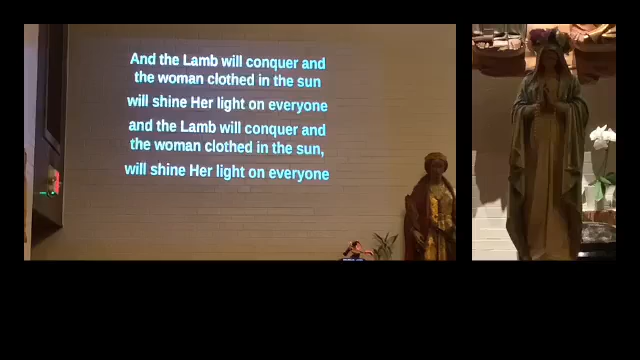 And the Lamb will conquer and
the woman clothed in the sun
will shine Her light on everyone
and the Lamb will conquer and
the woman clothed in the sun,
will shine Her light on everyone